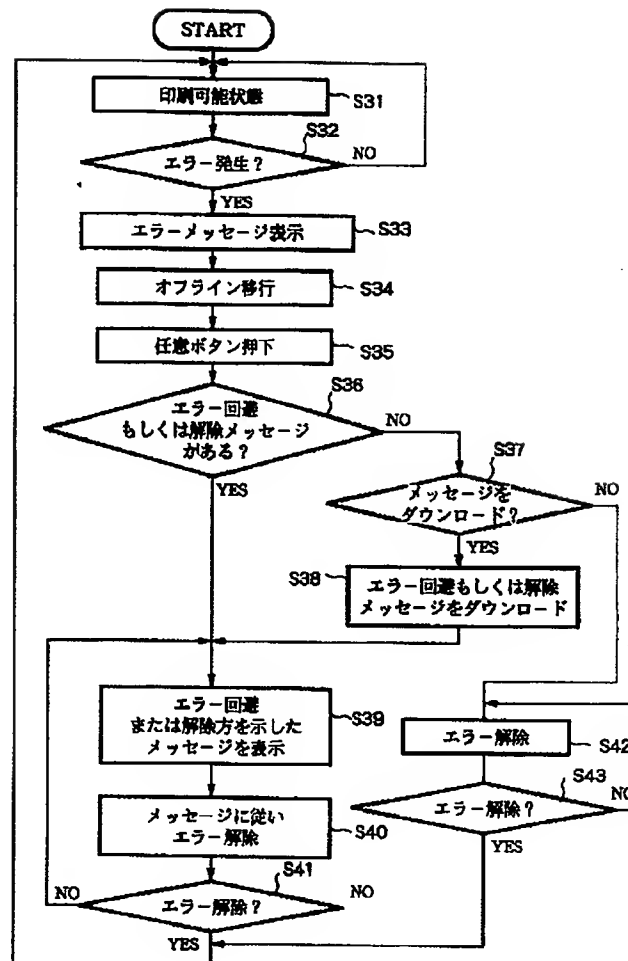 START
印刷可能状態
S31
S32
エラー発生？
NO
YES
エラーメッセージ表示
S33
オフライン移行
S34
任意ボタン押下
S35
S36
エラー回避
もしくは解除メッセージ
がある？
NO
YES
S37
メッセージを
ダウンロード？
NO
YES
S38
エラー回避もしくは解除
メッセージをダウンロード
エラー回避
または解除方を示した
メッセージを表示
S39
エラー解除
S42
メッセージに従い
エラー解除
S40
S43
エラー解除？
NO
YES
S41
エラー解除？
NO
NO
YES